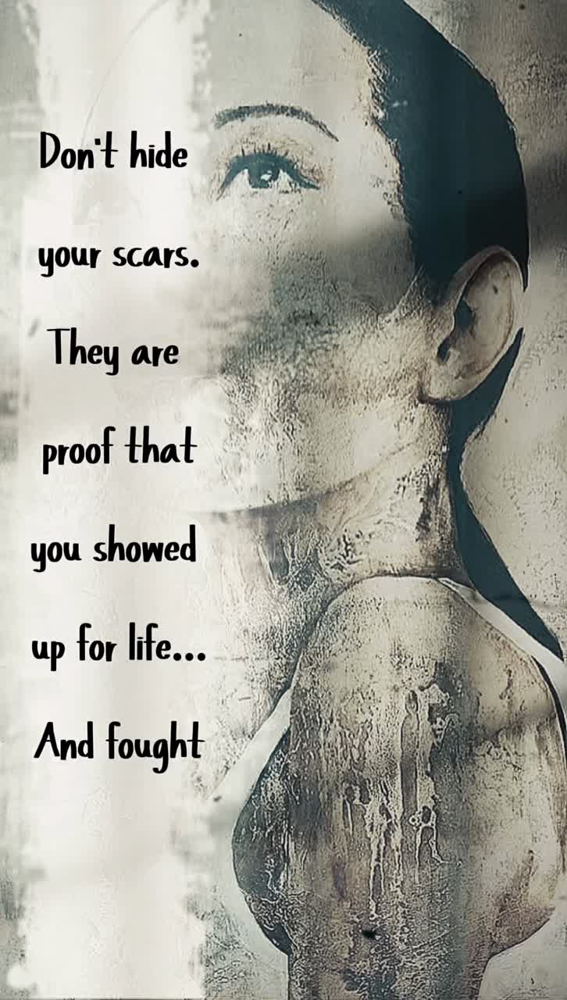 Don't hide
your scars.
They are
proof that
you showed
up for life...
And fought